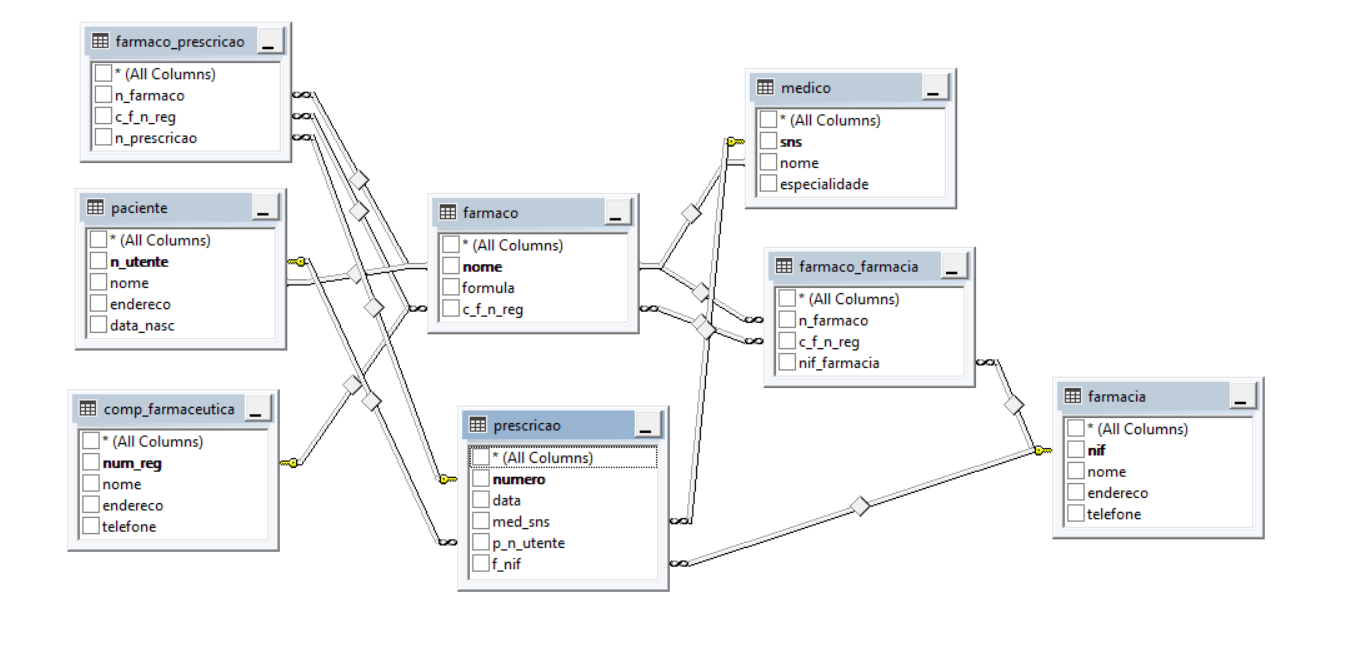 farmaco_prescricao
* (All Columns)
n_farmaco
c_f_n_reg
n_prescricao
paciente
* (All Columns)
n_utente
nome
endereco
data_nasc
comp_farmaceutica
* (All Columns)
num_reg
nome
endereco
telefone
farmaco
* (All Columns)
nome
formula
c_f_n_reg
prescricao
* (All Columns)
numero
data
med_sns
p_n_utente
f_nif
medico
* (All Columns)
sns
nome
especialidade
farmaco_farmacia
* (All Columns)
n_farmaco
c_f_n_reg
nif_farmacia
farmacia
* (All Columns)
nif
nome
endereco
telefone